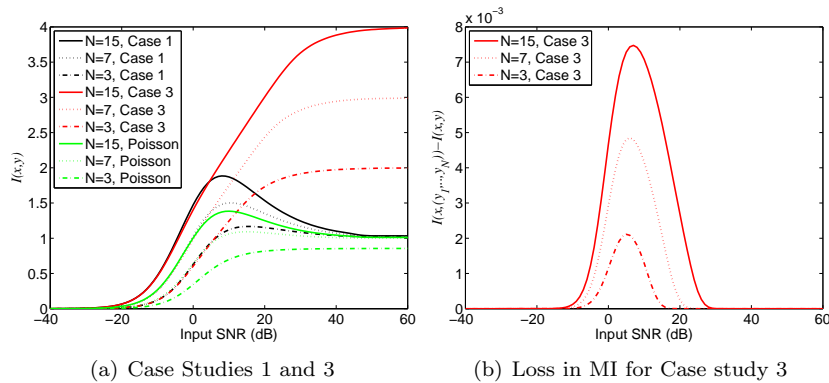 4
3.5
3
2.5
2
1.5
1
0.5
0
I(x,y)
N=15, Case 1
N=7, Case 1
N=3, Case 1
N=15, Case 3
N=7, Case 3
N=3, Case 3
N=15, Poisson
N=7, Poisson
N=3, Poisson
−40 −20 0 20 40 60
Input SNR (dB)
(a) Case Studies 1 and 3
x 10⁻³
8
7
6
5
4
3
2
1
0
I(x,(y₁,...,y_N))−I(x,y)
N=15, Case 3
N=7, Case 3
N=3, Case 3
−40 −20 0 20 40 60
Input SNR (dB)
(b) Loss in MI for Case study 3